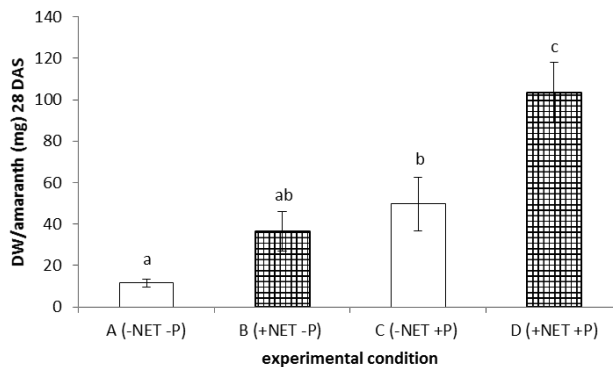 140
120
100
80
60
40
20
0
DW/amaranth (mg) 28 DAS
a
ab
b
c
A (-NET -P) B (+NET -P) C (-NET +P) D (+NET +P)
experimental condition